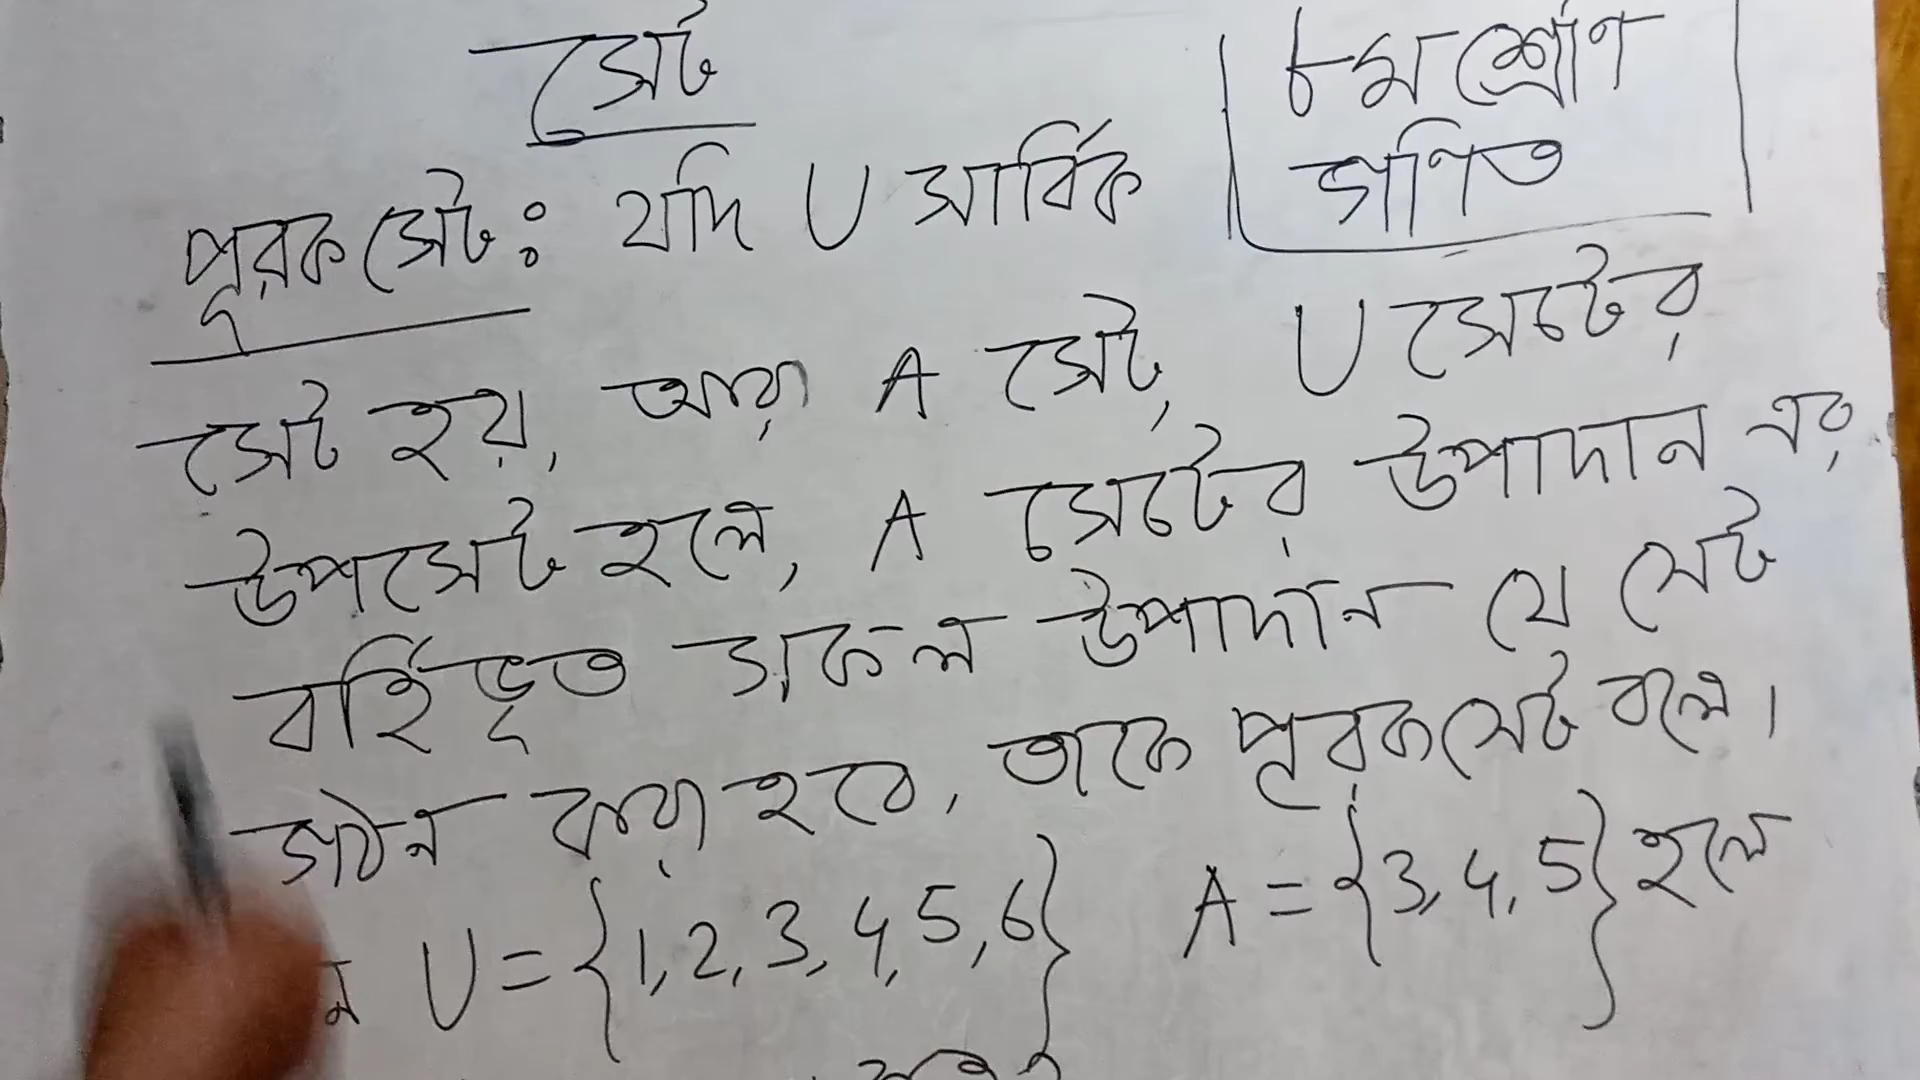 সেট
৮ম শ্রেণি
গণিত
পূরক সেট: যদি U সার্বিক
সেট হয়, আর A সেট, U সেটের
উপসেট হলে, A সেটের উপাদান এর
বর্হিভূত সকল উপাদান যে সেট
গঠন করা হবে, তাকে পূরক সেট বলে।
U = {1, 2, 3, 4, 5, 6} A = {3, 4, 5} হলে